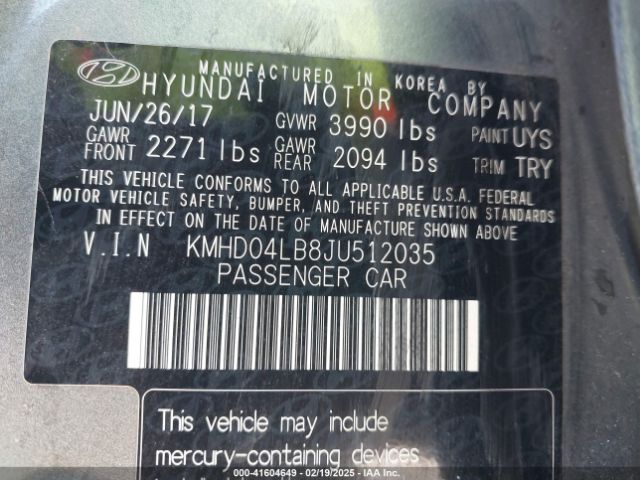 MANUFACTURED IN KOREA BY
HYUNDAI MOTOR COMPANY
JUN/26/17 GVWR 3990 lbs PAINT UYS
GAWR FRONT 2271 lbs GAWR REAR 2094 lbs TRIM TRY
THIS VEHICLE CONFORMS TO ALL APPLICABLE U.S.A. FEDERAL
MOTOR VEHICLE SAFETY, BUMPER, AND THEFT PREVENTION STANDARDS
IN EFFECT ON THE DATE OF MANUFACTURE SHOWN ABOVE
V.I.N KMHD04LB8JU512035
PASSENGER CAR
This vehicle may include
mercury-containing devices
00-41604649 - 02/19/2025 - IAAI.COM